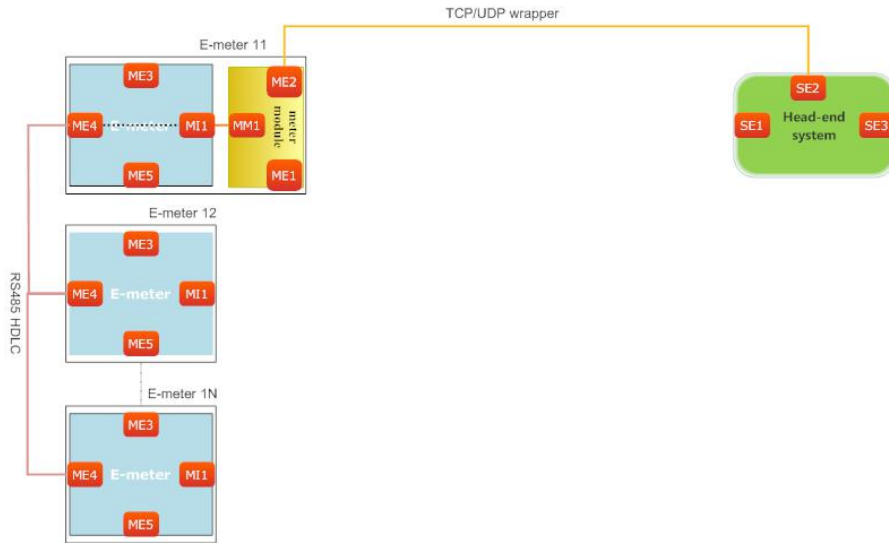 TCP/UDP wrapper
E-meter 11
ME3
ME2
SE2
ME4
E-meter
MI1
MM1
meter
module
SE1
Head-end
system
SE3
ME5
ME1
E-meter 12
ME3
ME4
E-meter
MI1
ME5
RS485 HDLC
E-meter 1N
ME3
ME4
E-meter
MI1
ME5